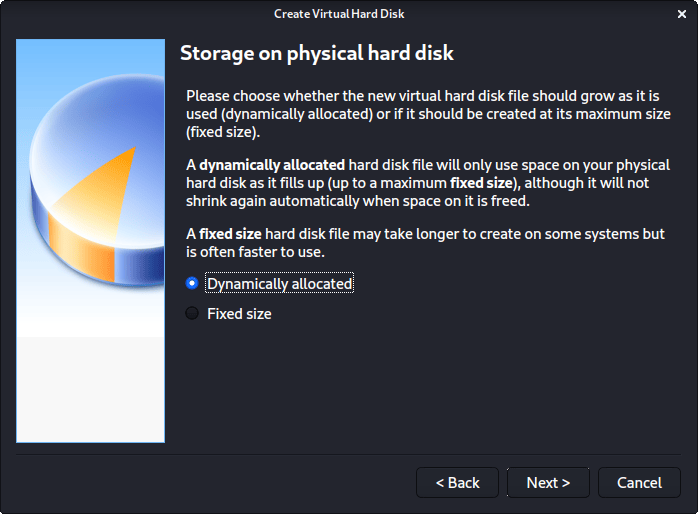 Create Virtual Hard Disk
Storage on physical hard disk
Please choose whether the new virtual hard disk file should grow as it is
used (dynamically allocated) or if it should be created at its maximum size
(fixed size).
A dynamically allocated hard disk file will only use space on your physical
hard disk as it fills up (up to a maximum fixed size), although it will not
shrink again automatically when space on it is freed.
A fixed size hard disk file may take longer to create on some systems but
is often faster to use.
Dynamically allocated
Fixed size
< Back
Next >
Cancel